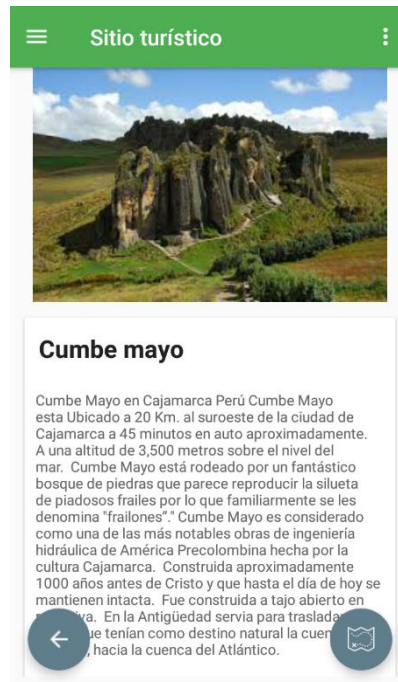 Sitio turístico
Cumbe mayo
Cumbe Mayo en Cajamarca Perú Cumbe Mayo
esta Ubicado a 20 Km. al suroeste de la ciudad de
Cajamarca a 45 minutos en auto aproximadamente.
A una altitud de 3,500 metros sobre el nivel del
mar. Cumbe Mayo está rodeado por un fantástico
bosque de piedras que parece reproducir la silueta
de piadosos frailes por lo que familiarmente se les
denomina "frailones”." Cumbe Mayo es considerado
como una de las más notables obras de ingeniería
hidráulica de América Precolombina hecha por la
cultura Cajamarca. Construida aproximadamente
1000 años antes de Cristo y que hasta el día de hoy se
mantienen intacta. Fue construida a tajo abierto en
En la Antigüedad servia para
tenían como destino natural la
, hacia la cuenca del Atlántico.